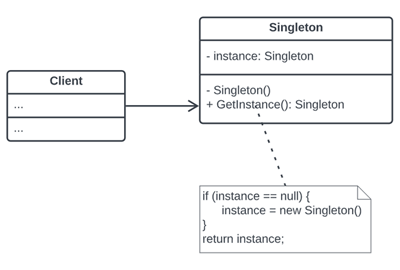 Singleton
- instance: Singleton
- Singleton()
+ GetInstance(): Singleton
Client
...
...
if (instance == null) {
instance = new Singleton()
}
return instance;